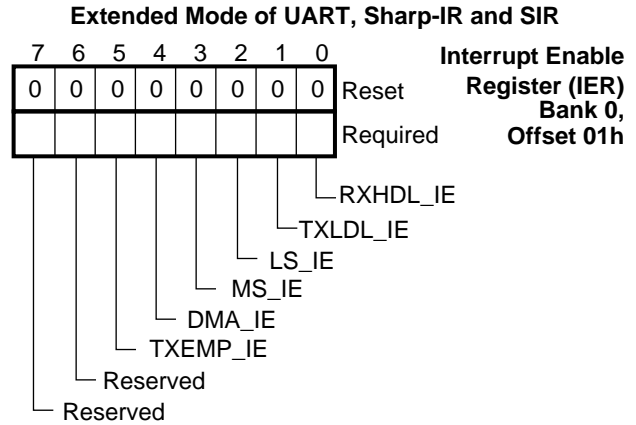 Extended Mode of UART, Sharp-IR and SIR
7 6 5 4 3 2 1 0
Interrupt Enable
Register (IER)
Bank 0,
Offset 01h
0 0 0 0 0 0 0 0 Reset
Required
RXHDL_IE
TXLDL_IE
LS_IE
MS_IE
DMA_IE
TXEMP_IE
Reserved
Reserved